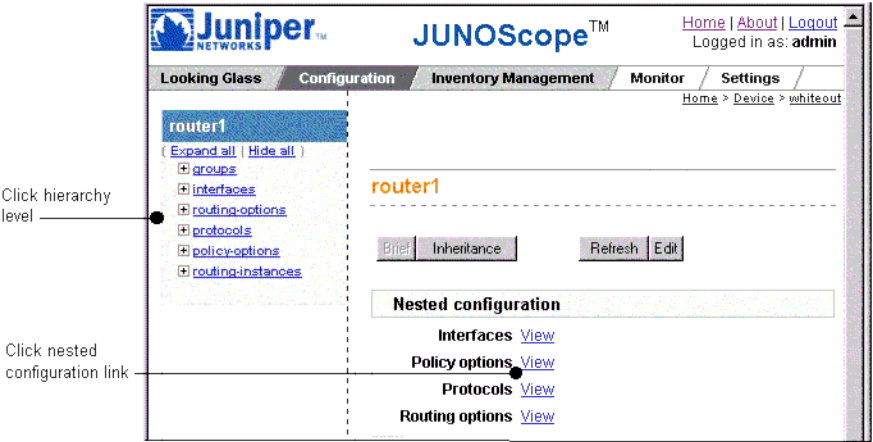 Juniper
NETWORKS
TM
JUNOScope™
Home | About | Logout
Logged in as: admin
Looking Glass
Configuration
Inventory Management
Monitor
Settings
Home > Device > whiteout
router1
( Expand all | Hide all )
groups
interfaces
routing-options
protocols
policy-options
routing-instances
Click hierarchy
level
router1
Brief
Inheritance
Refresh
Edit
Nested configuration
Interfaces View
Policy options View
Protocols View
Routing options View
Click nested
configuration link